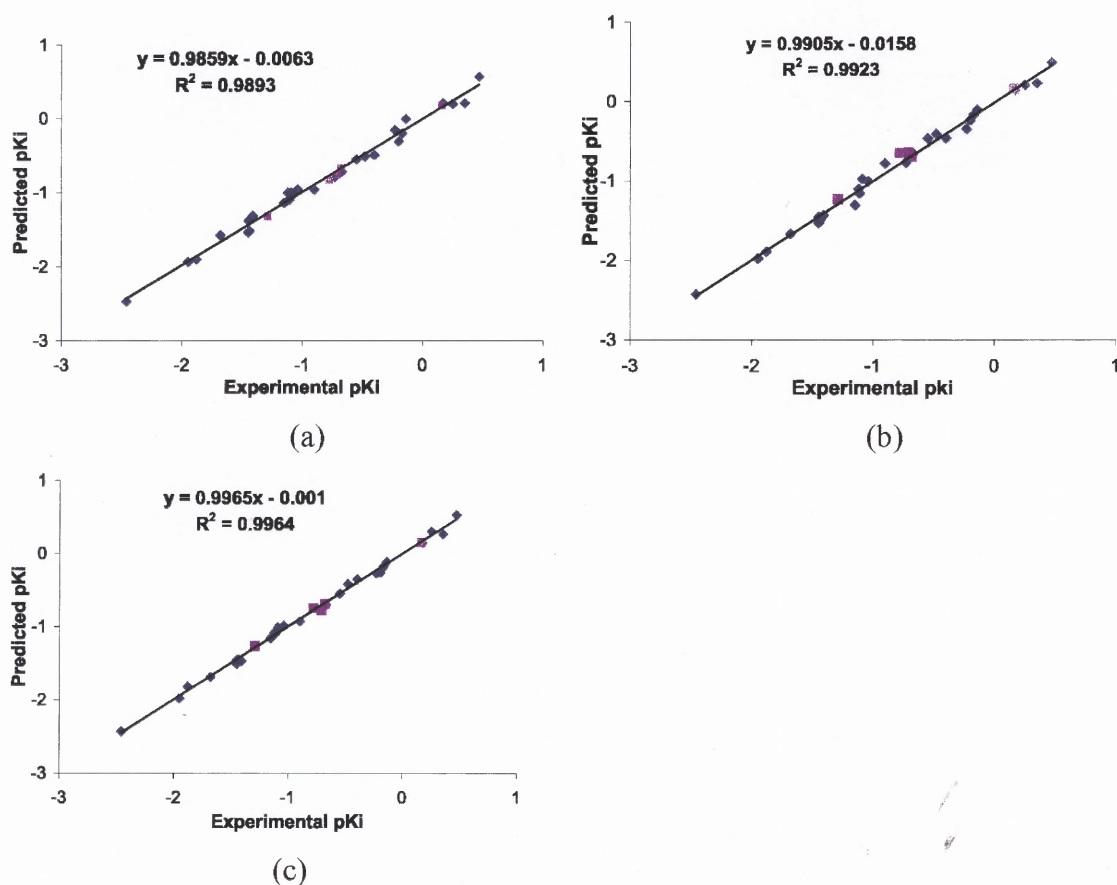 y = 0.9859x - 0.0063
R² = 0.9893
1
0
-1
-2
-3
Predicted pKi
-3
-2
-1
0
1
Experimental pKi
(a)
y = 0.9905x - 0.0158
R² = 0.9923
1
0
-1
-2
-3
Predicted pKi
-3
-2
-1
0
1
Experimental pki
(b)
y = 0.9965x - 0.001
R² = 0.9964
1
0
-1
-2
-3
Predicted pKi
-3
-2
-1
0
1
Experimental pKi
(c)